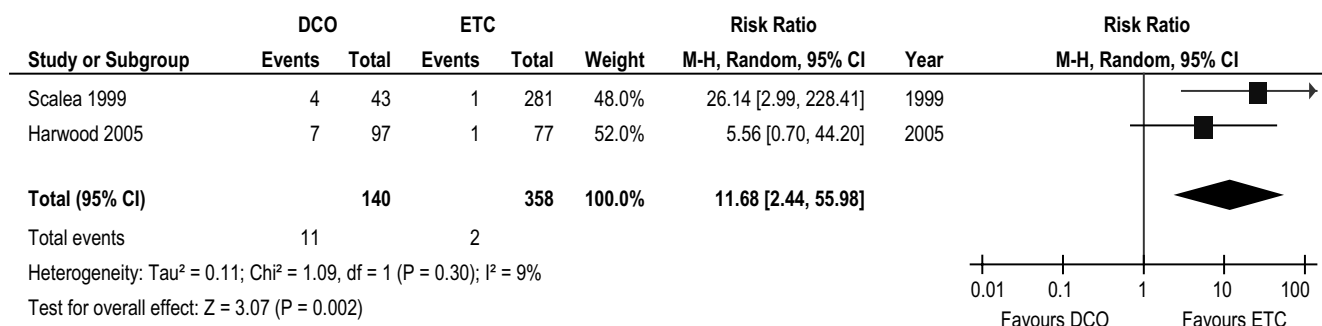 DCO ETC Risk Ratio Risk Ratio
Study or Subgroup Events Total Events Total Weight M-H, Random, 95% CI Year M-H, Random, 95% CI
Scalea 1999 4 43 1 281 48.0% 26.14 [2.99, 228.41] 1999
Harwood 2005 7 97 1 77 52.0% 5.56 [0.70, 44.20] 2005
Total (95% CI) 140 358 100.0% 11.68 [2.44, 55.98]
Total events 11 2
Heterogeneity: Tau² = 0.11; Chi² = 1.09, df = 1 (P = 0.30); I² = 9%
Test for overall effect: Z = 3.07 (P = 0.002)
0.01 0.1 1 10 100
Favours DCO Favours ETC